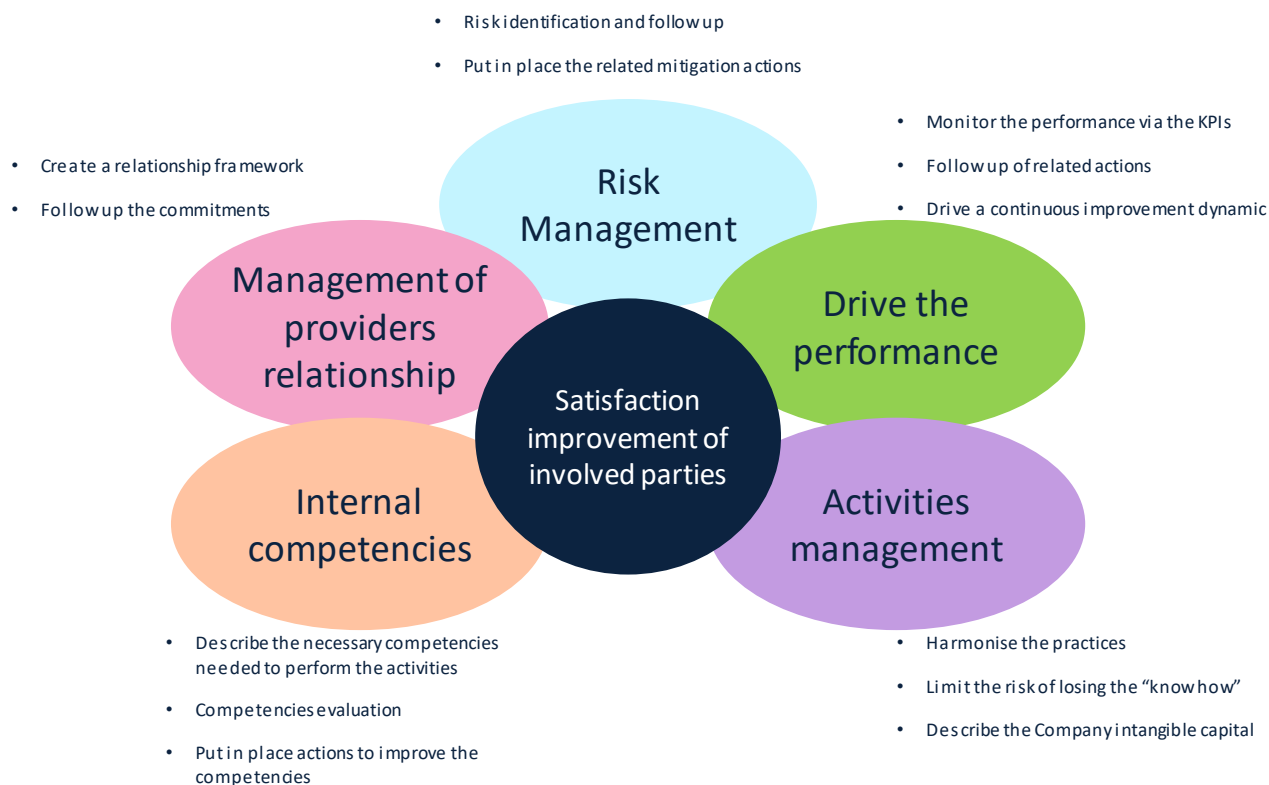 • Risk identification and follow up
• Put in place the related mitigation actions
Risk
Management
• Monitor the performance via the KPIs
• Follow up of related actions
• Drive a continuous improvement dynamic
Drive the
performance
• Create a relationship framework
• Follow up the commitments
Management of
providers
relationship
Satisfaction
improvement of
involved parties
Internal
competencies
• Describe the necessary competencies
needed to perform the activities
• Competencies evaluation
• Put in place actions to improve the
competencies
Activities
management
• Harmonise the practices
• Limit the risk of losing the “know how”
• Describe the Company intangible capital